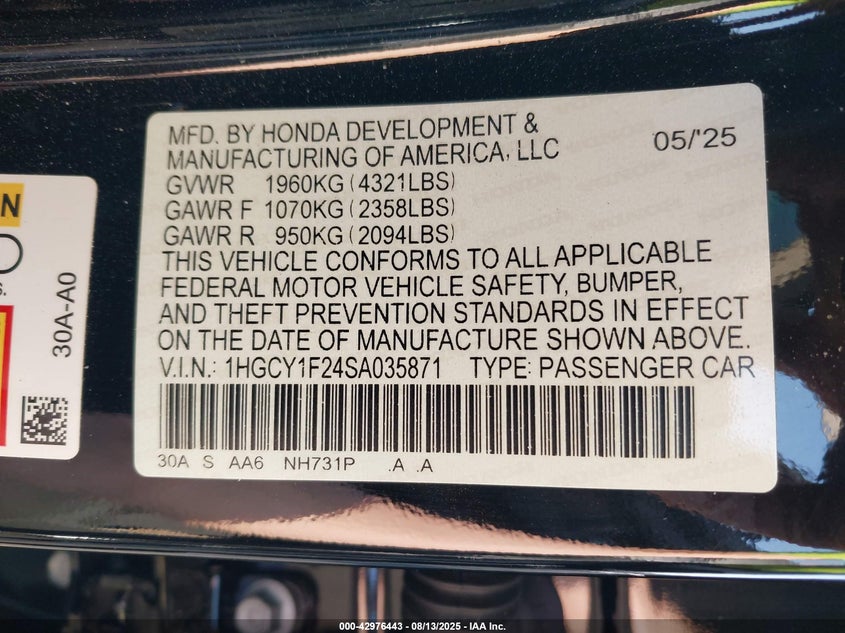 MFD. BY HONDA DEVELOPMENT &
MANUFACTURING OF AMERICA, LLC
05/'25
GVWR 1960KG (4321LBS)
GAWR F 1070KG (2358LBS)
GAWR R 950KG (2094LBS)
THIS VEHICLE CONFORMS TO ALL APPLICABLE
FEDERAL MOTOR VEHICLE SAFETY, BUMPER,
AND THEFT PREVENTION STANDARDS IN EFFECT
ON THE DATE OF MANUFACTURE SHOWN ABOVE.
V.I.N.: 1HGCY1F24SA035871 TYPE: PASSENGER CAR
30A S AA6 NH731P .A .A
30A-A0
000-42976443 - 08/13/2025 - IAA Inc.